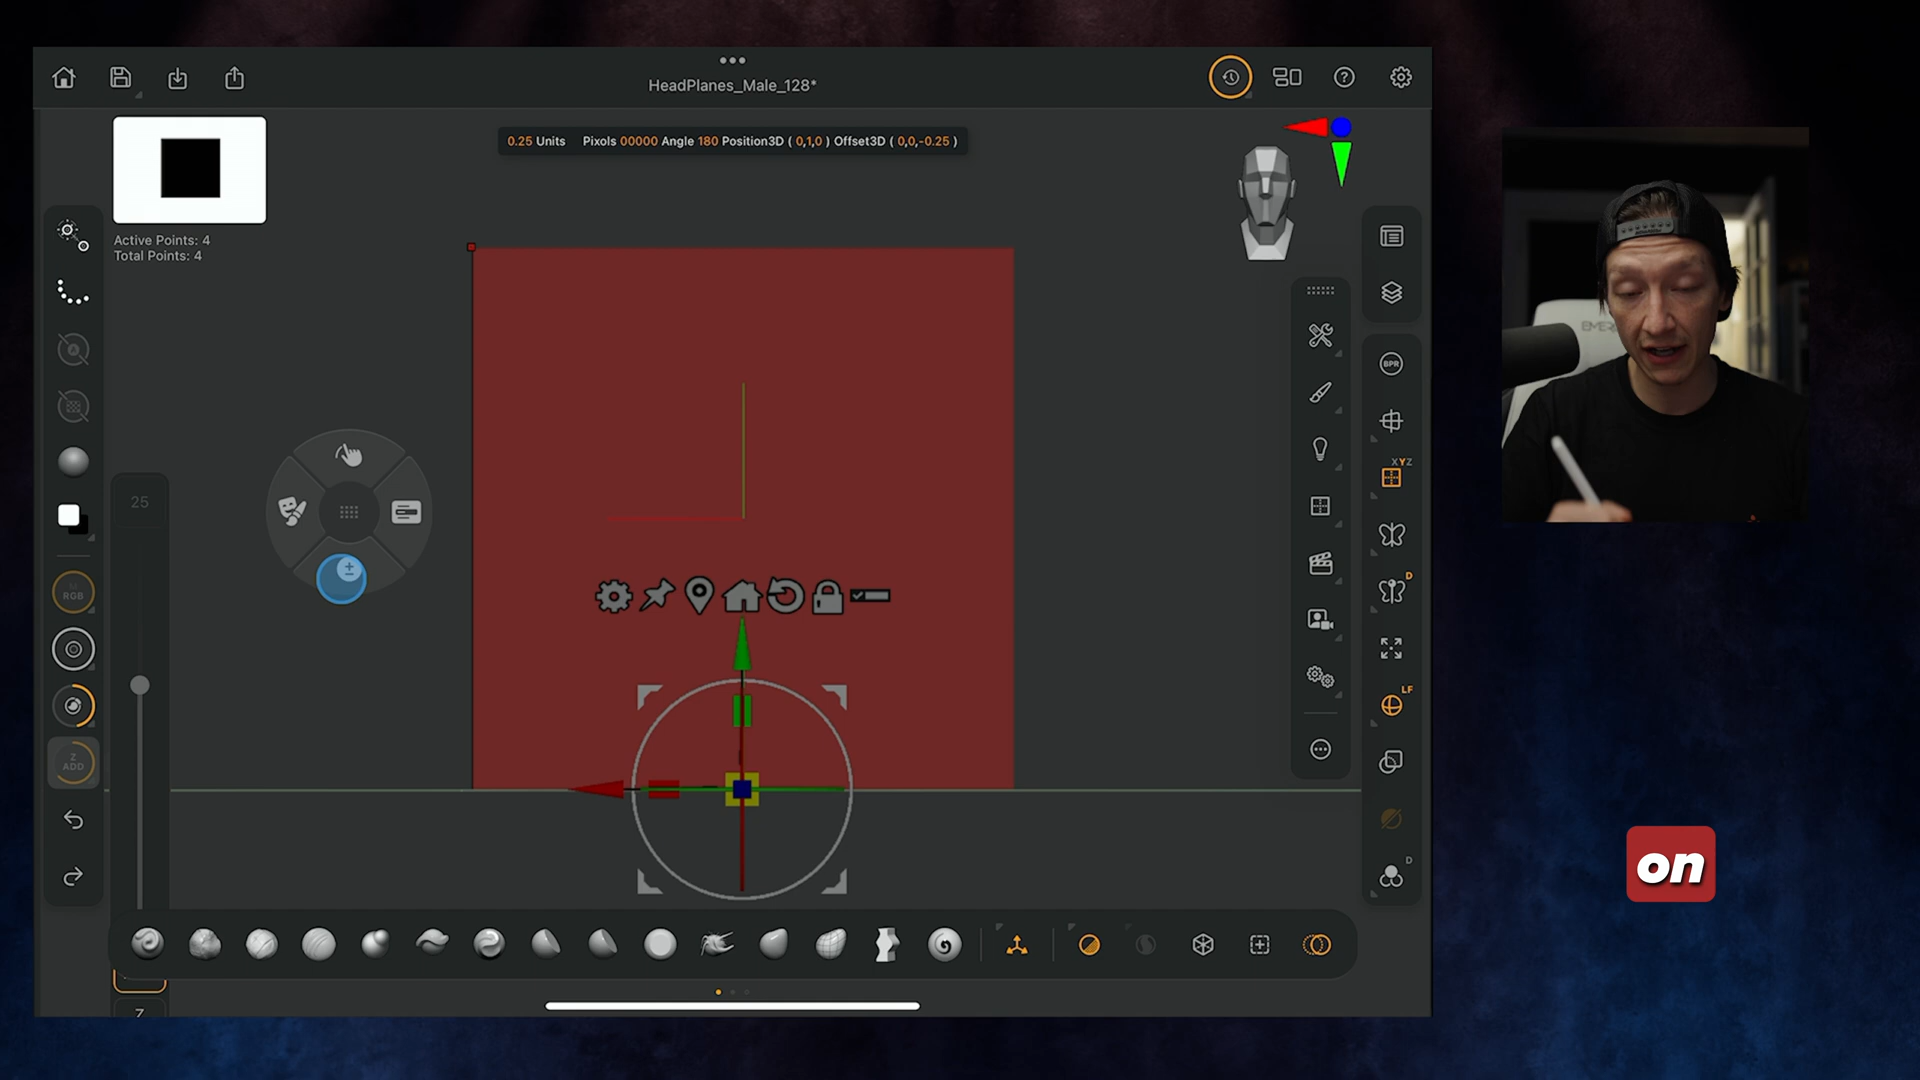 HeadPlanes_Male_128*
0.25 Units Pixols 00000 Angle 180 Position3D ( 0,1,0 ) Offset3D ( 0,0,-0.25 )
Active Points: 4
Total Points: 4
BPR
XYZ
25
D
M
RGB
LF
Z
ADD
D
on
Z